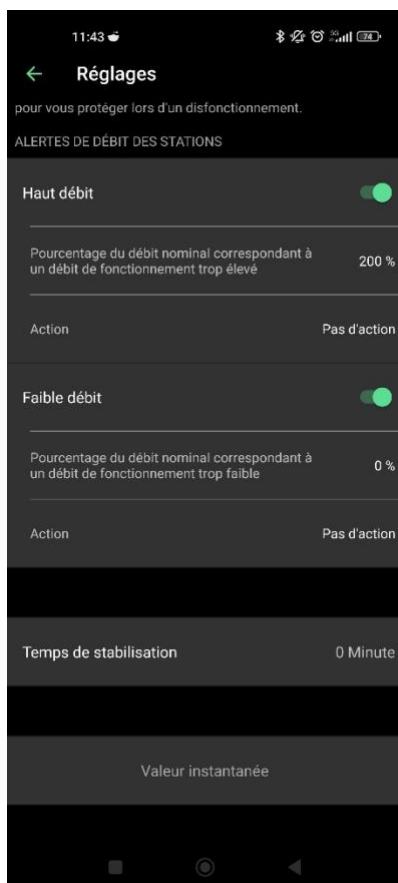 11:43
74
Réglages
pour vous protéger lors d'un disfonctionnement.
ALERTES DE DÉBIT DES STATIONS
Haut débit
Pourcentage du débit nominal correspondant à
un débit de fonctionnement trop élevé
200 %
Action
Pas d'action
Faible débit
Pourcentage du débit nominal correspondant à
un débit de fonctionnement trop faible
0 %
Action
Pas d'action
Temps de stabilisation
0 Minute
Valeur instantanée